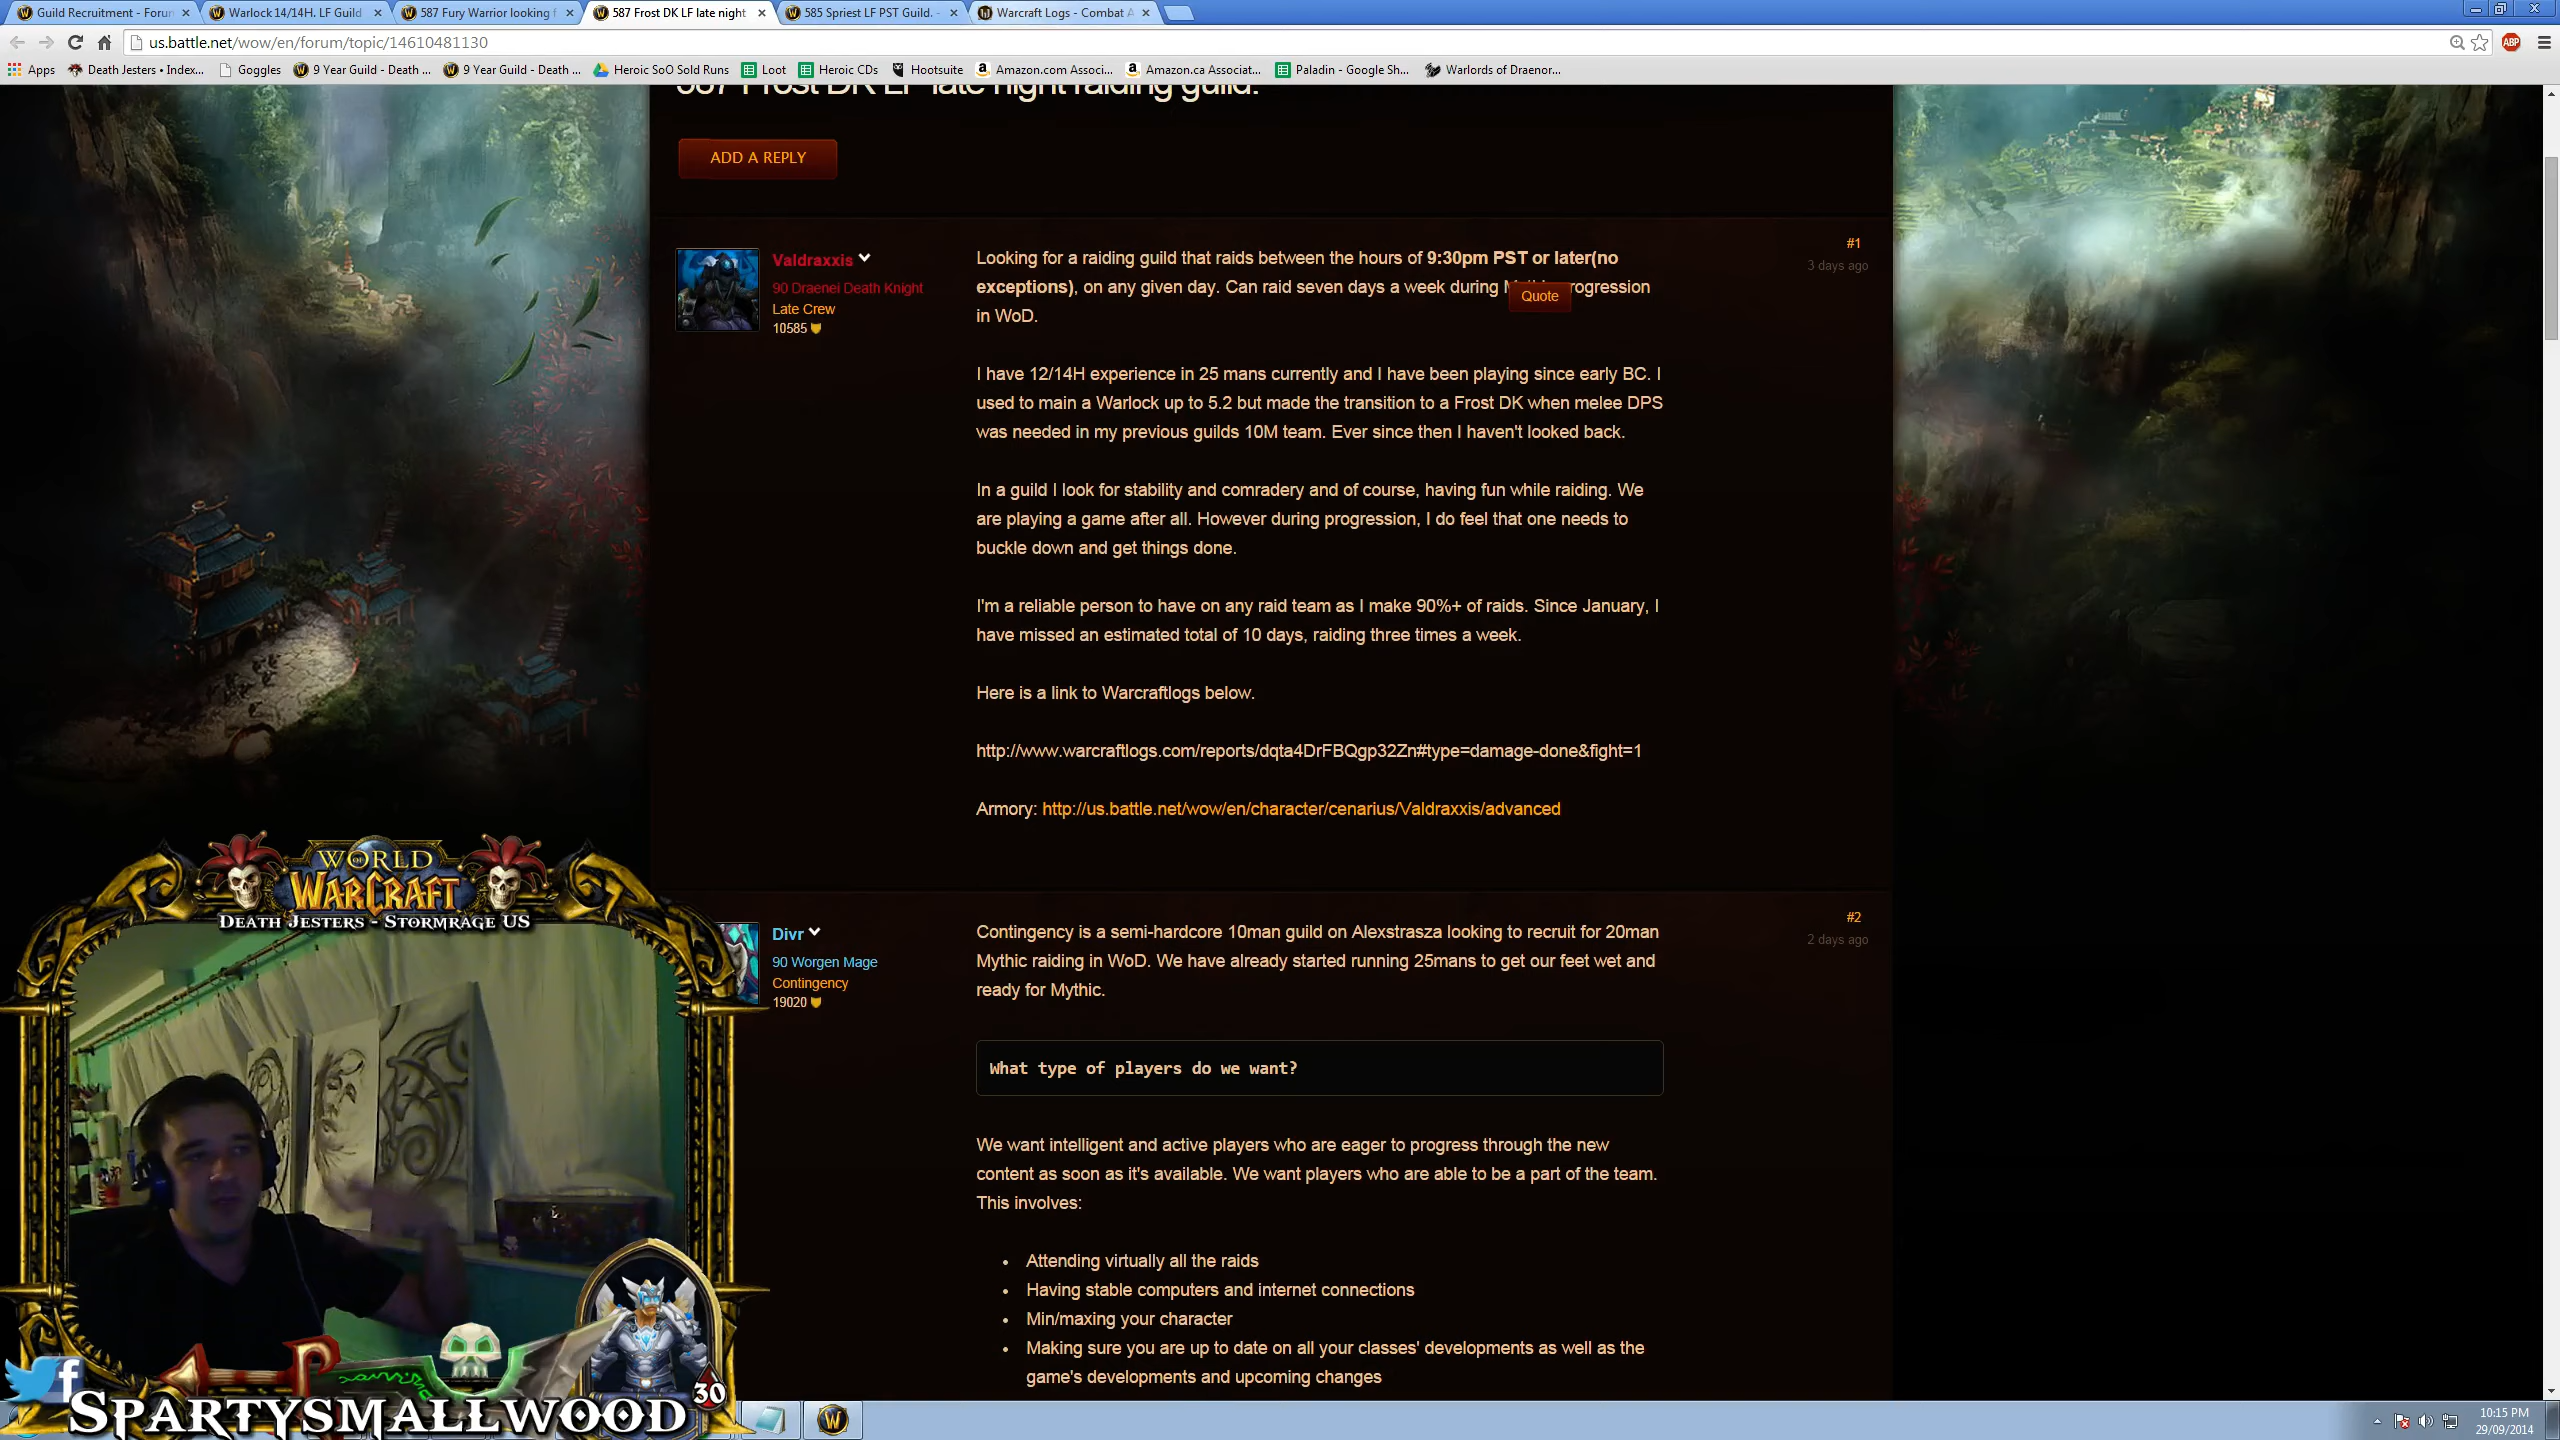 Guild Recruitment - Foru
Warlock 14/14H. LF Guild
587 Fury Warrior looking f
587 Frost DK LF late night
585 Spriest LF PST Guild. -
Warcraft Logs - Combat A
us.battle.net/wow/en/forum/topic/14610481130
ABP
Apps
Death Jesters • Index...
Goggles
9 Year Guild - Death ...
9 Year Guild - Death ...
Heroic SoO Sold Runs
Loot
Heroic CDs
Hootsuite
Amazon.com Associ...
Amazon.ca Associat...
Paladin - Google Sh...
Warlords of Draenor...
587 Frost DK LF late night raiding guild.
ADD A REPLY
Valdraxxis
90 Draenei Death Knight
Late Crew
10585
#1
3 days ago
Looking for a raiding guild that raids between the hours of 9:30pm PST or later(no
exceptions), on any given day. Can raid seven days a week during progression
Quote
in WoD.
I have 12/14H experience in 25 mans currently and I have been playing since early BC. I
used to main a Warlock up to 5.2 but made the transition to a Frost DK when melee DPS
was needed in my previous guilds 10M team. Ever since then I haven't looked back.
In a guild I look for stability and comradery and of course, having fun while raiding. We
are playing a game after all. However during progression, I do feel that one needs to
buckle down and get things done.
I'm a reliable person to have on any raid team as I make 90%+ of raids. Since January, I
have missed an estimated total of 10 days, raiding three times a week.
Here is a link to Warcraftlogs below.
http://www.warcraftlogs.com/reports/dqta4DrFBQgp32Zn#type=damage-done&fight=1
Armory: http://us.battle.net/wow/en/character/cenarius/Valdraxxis/advanced
Divr
90 Worgen Mage
Contingency
19020
#2
2 days ago
Contingency is a semi-hardcore 10man guild on Alexstrasza looking to recruit for 20man
Mythic raiding in WoD. We have already started running 25mans to get our feet wet and
ready for Mythic.
What type of players do we want?
We want intelligent and active players who are eager to progress through the new
content as soon as it's available. We want players who are able to be a part of the team.
This involves:
• Attending virtually all the raids
• Having stable computers and internet connections
• Min/maxing your character
• Making sure you are up to date on all your classes' developments as well as the
game's developments and upcoming changes
WORLD OF WARCRAFT
DEATH JESTERS - STORMRAGE US
30
SPARTYSMALLWOOD
10:15 PM
29/09/2014